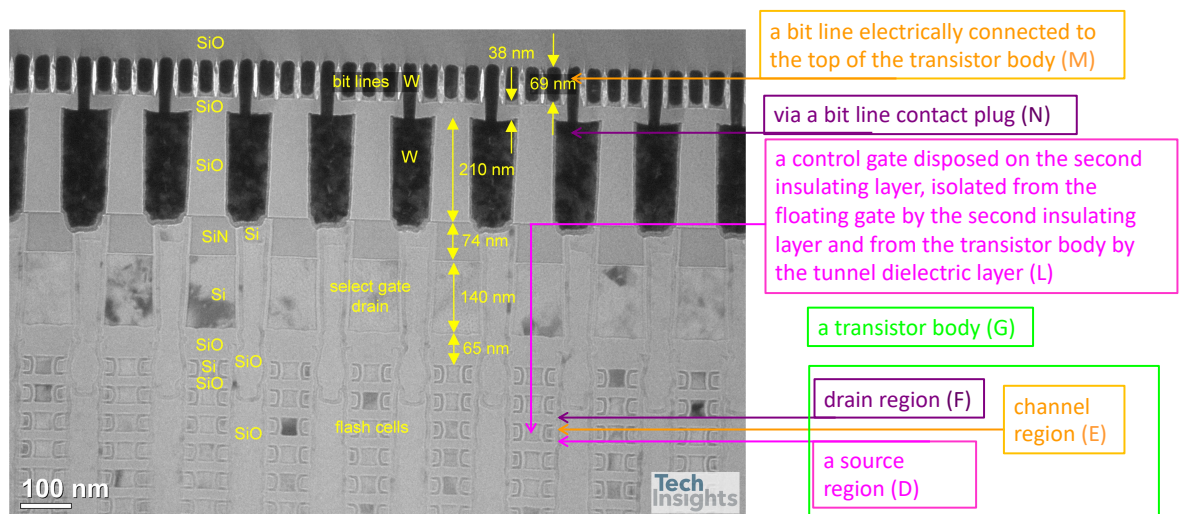 SiO
38 nm
bit lines W
69 nm
SiO
SiO
W
210 nm
SiN
Si
74 nm
Si
select gate
drain
140 nm
SiO
65 nm
Si
SiO
SiO
SiO
flash cells
100 nm
Tech
Insights
a bit line electrically connected to
the top of the transistor body (M)
via a bit line contact plug (N)
a control gate disposed on the second
insulating layer, isolated from the
floating gate by the second insulating
layer and from the transistor body by
the tunnel dielectric layer (L)
a transistor body (G)
drain region (F)
channel
region (E)
a source
region (D)